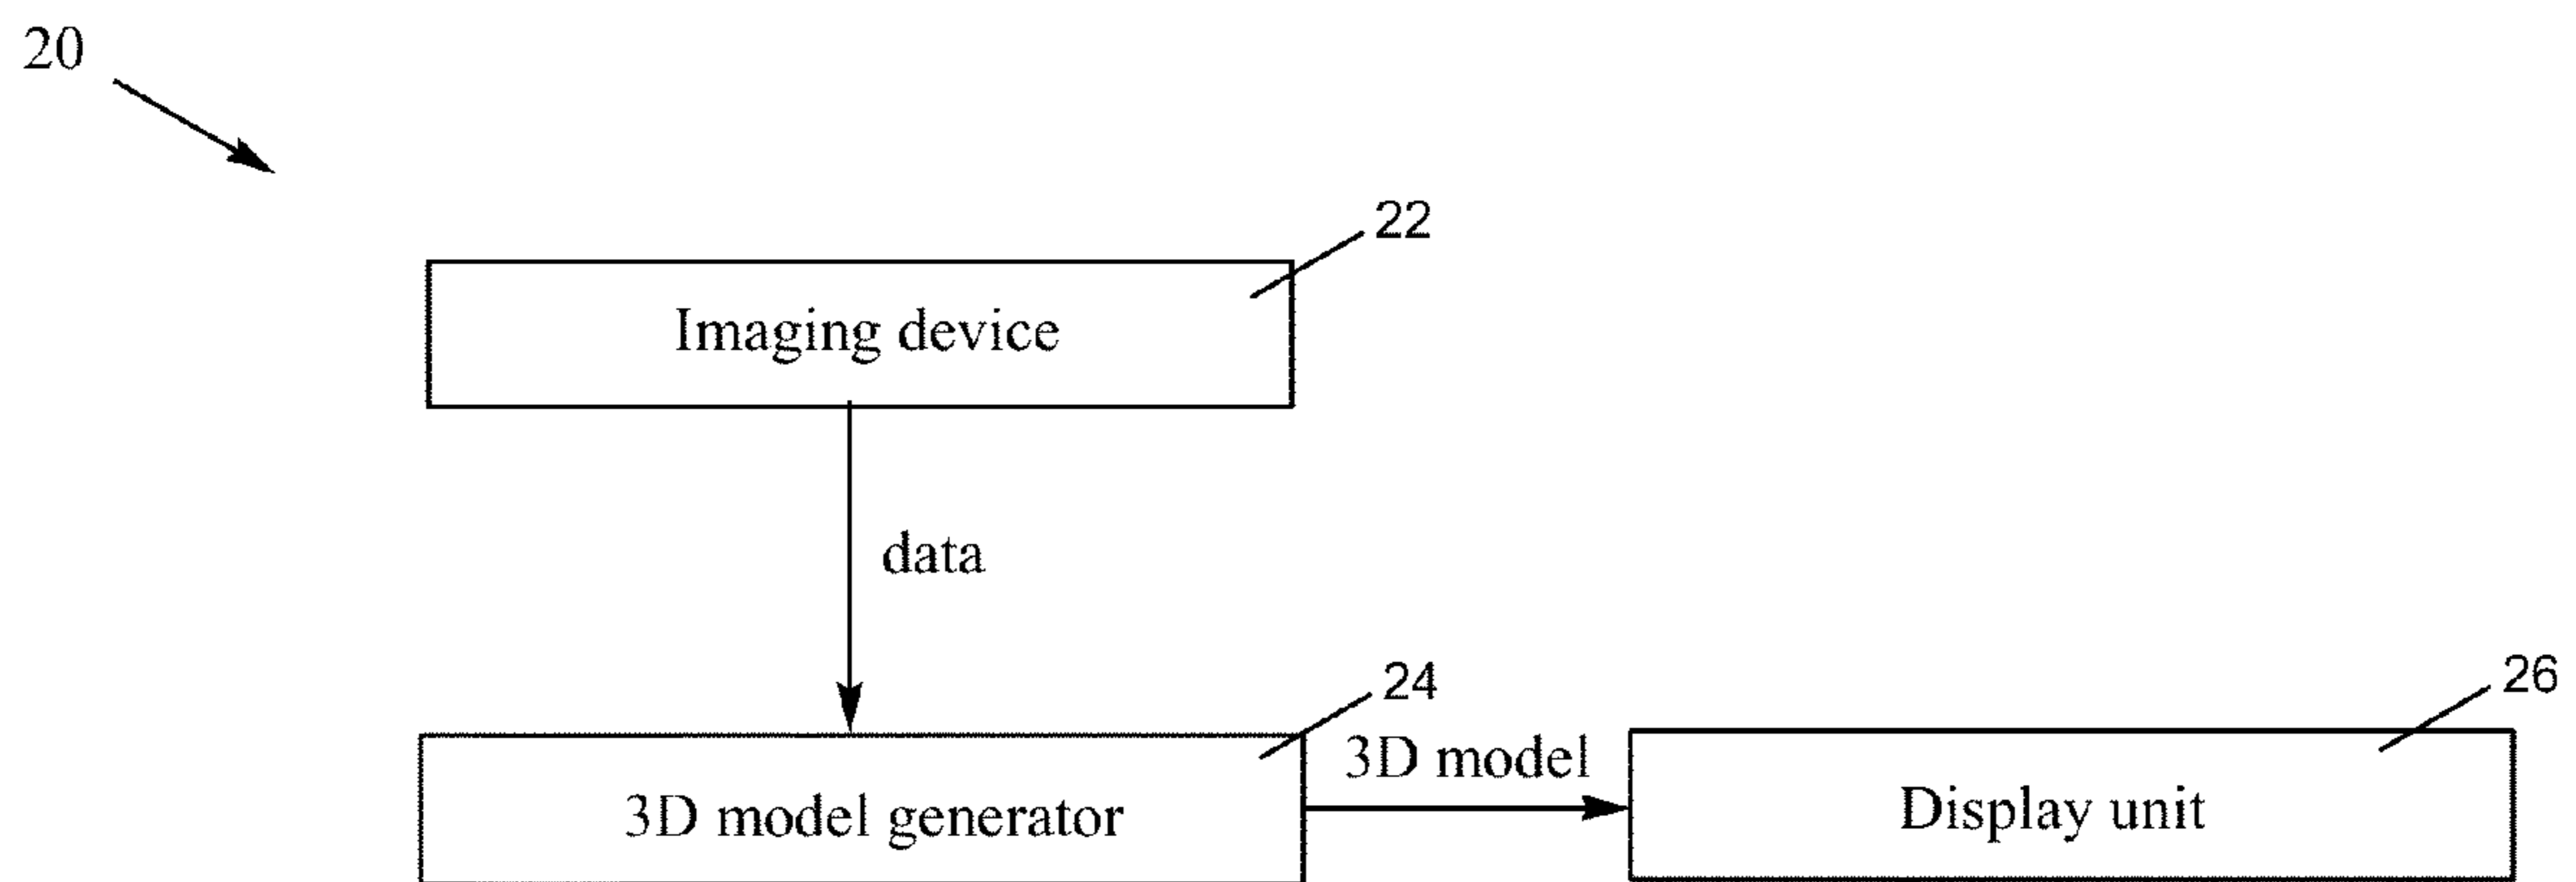 20
22
Imaging device
data
24
26
3D model
3D model generator
Display unit